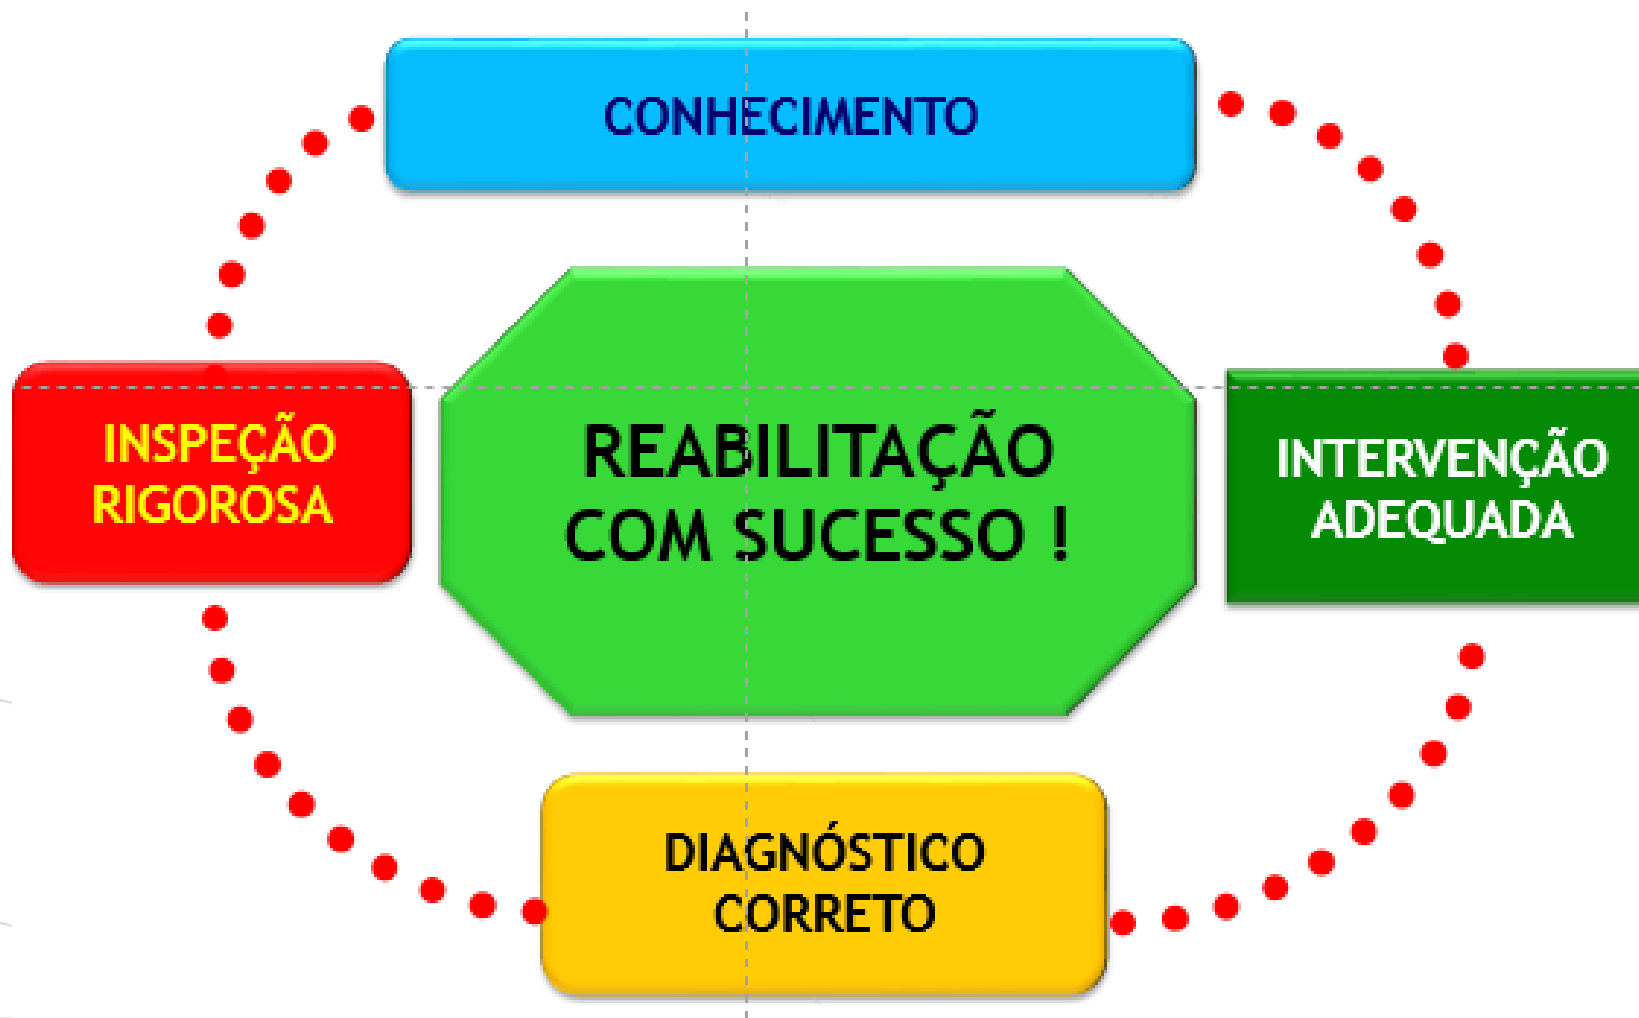 CONHECIMENTO
INSPEÇÃO
RIGOROSA
REABILITAÇÃO
COM SUCESSO !
INTERVENÇÃO
ADEQUADA
DIAGNÓSTICO
CORRETO